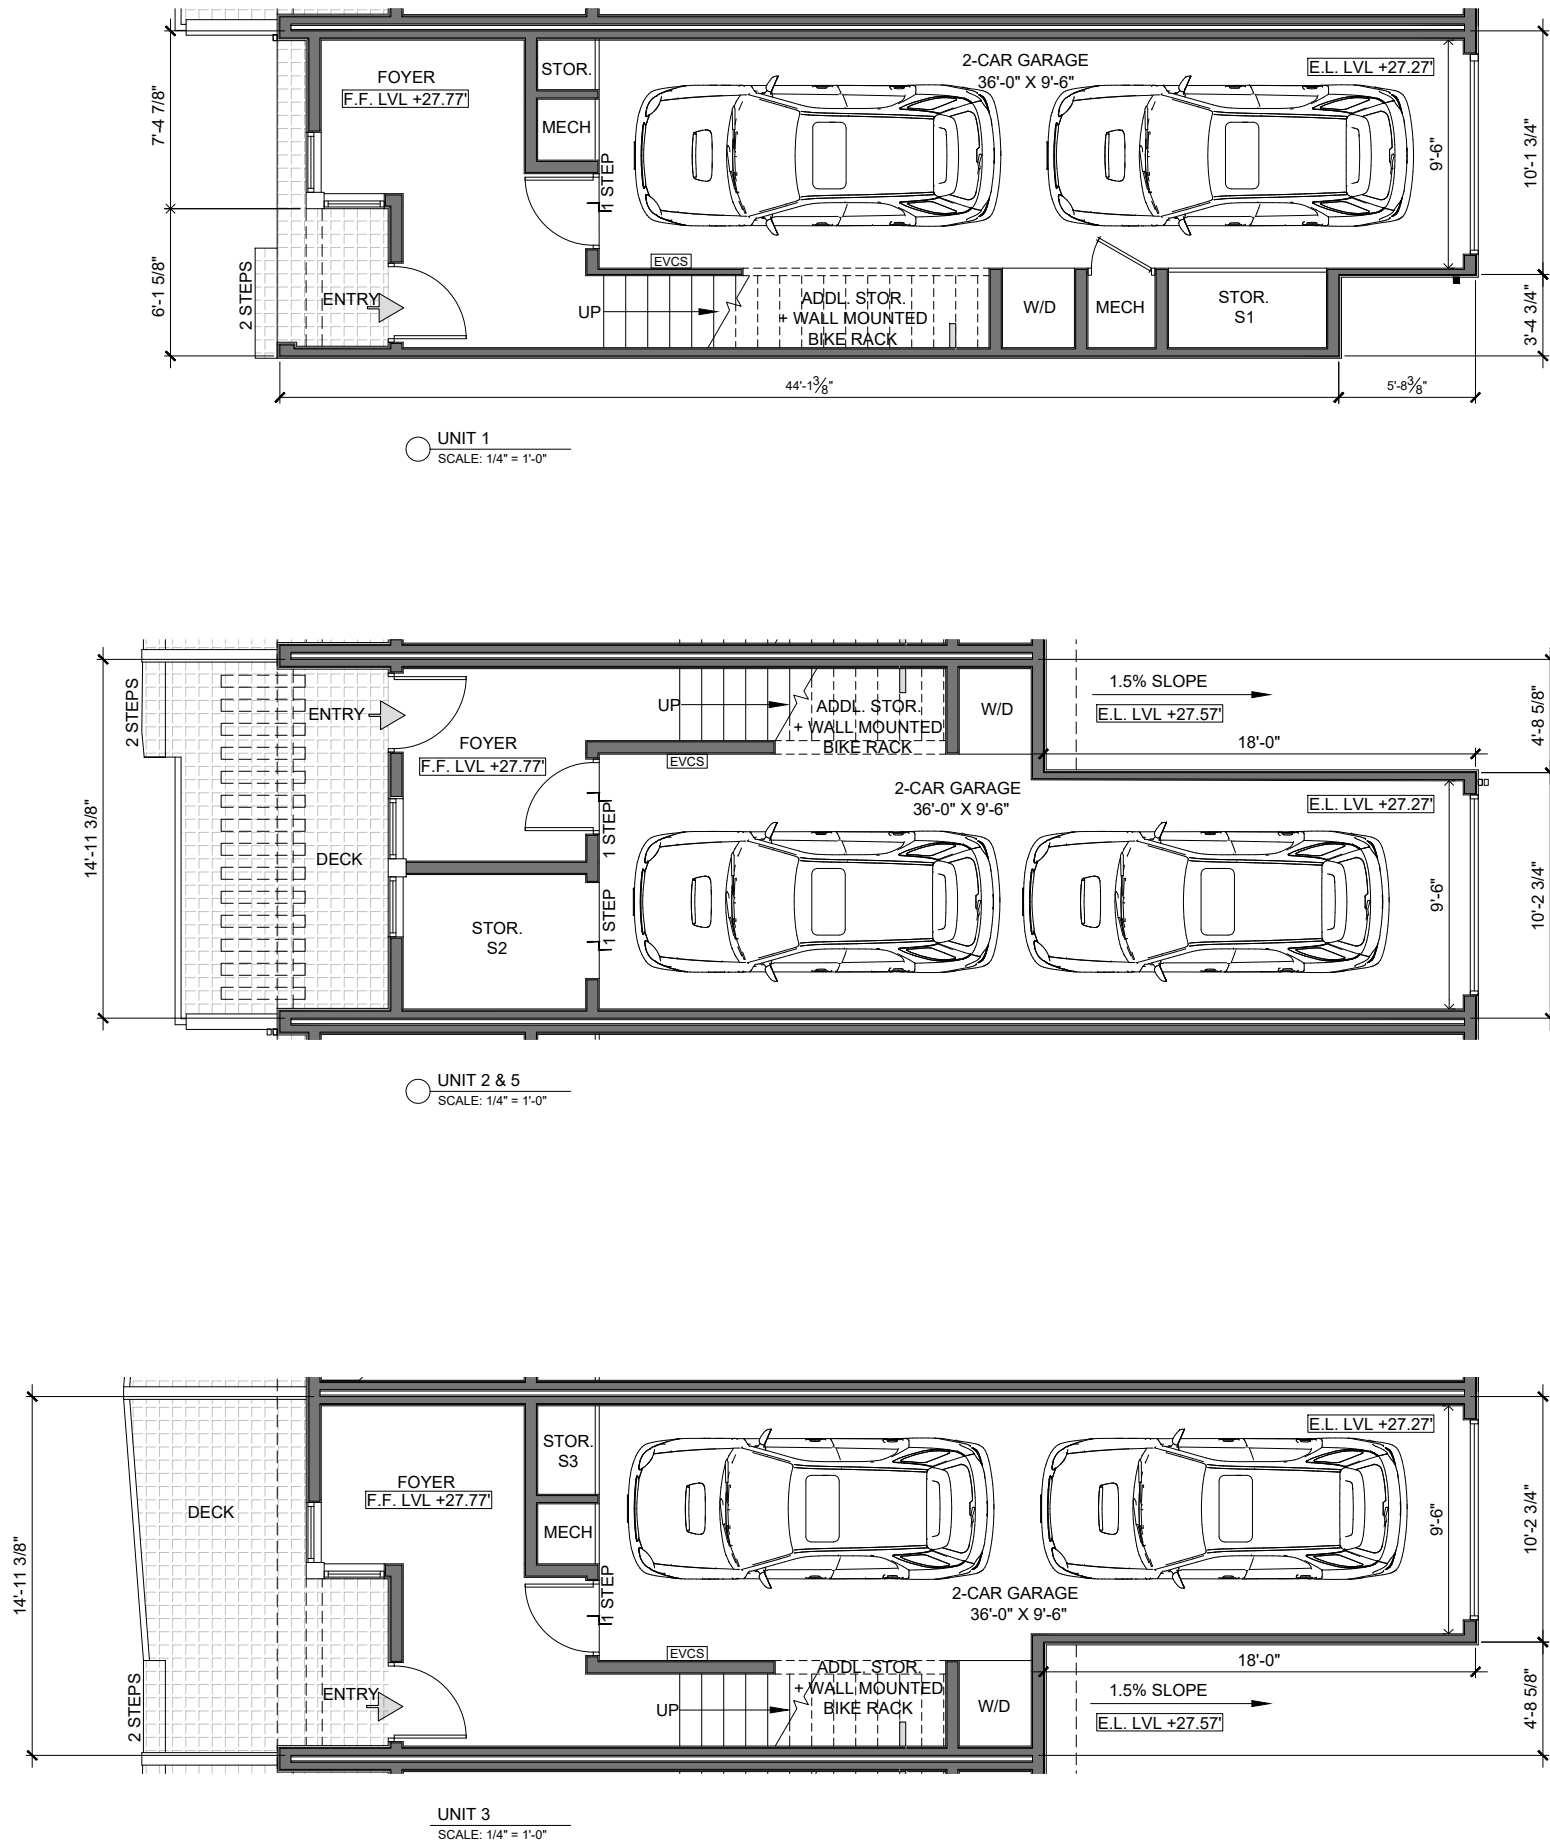 2-CAR GARAGE
36'-0" X 9'-6"
E.L. LVL +27.27'
FOYER
F.F. LVL +27.77'
STOR.
MECH
7'-4 7/8"
1 STEP
9'-6"
10'-1 3/4"
6'-1 5/8"
2 STEPS
ENTRY
EVCS
UP
ADDL. STOR.
+ WALL MOUNTED
BIKE RACK
W/D
MECH
STOR.
S1
3'-4 3/4"
44'-1 3/8"
5'-8 3/8"
UNIT 1
SCALE: 1/4" = 1'-0"
2 STEPS
ENTRY
FOYER
F.F. LVL +27.77'
UP
ADDL. STOR.
+ WALL MOUNTED
BIKE RACK
W/D
1.5% SLOPE
E.L. LVL +27.57'
18'-0"
4'-8 5/8"
EVCS
2-CAR GARAGE
36'-0" X 9'-6"
E.L. LVL +27.27'
14'-11 3/8"
DECK
1 STEP
1 STEP
STOR.
S2
9'-6"
10'-2 3/4"
UNIT 2 & 5
SCALE: 1/4" = 1'-0"
E.L. LVL +27.27'
STOR.
S3
FOYER
F.F. LVL +27.77'
DECK
MECH
14'-11 3/8"
1 STEP
9'-6"
10'-2 3/4"
2-CAR GARAGE
36'-0" X 9'-6"
EVCS
2 STEPS
ENTRY
UP
ADDL. STOR.
+ WALL MOUNTED
BIKE RACK
W/D
18'-0"
1.5% SLOPE
E.L. LVL +27.57'
4'-8 5/8"
UNIT 3
SCALE: 1/4" = 1'-0"